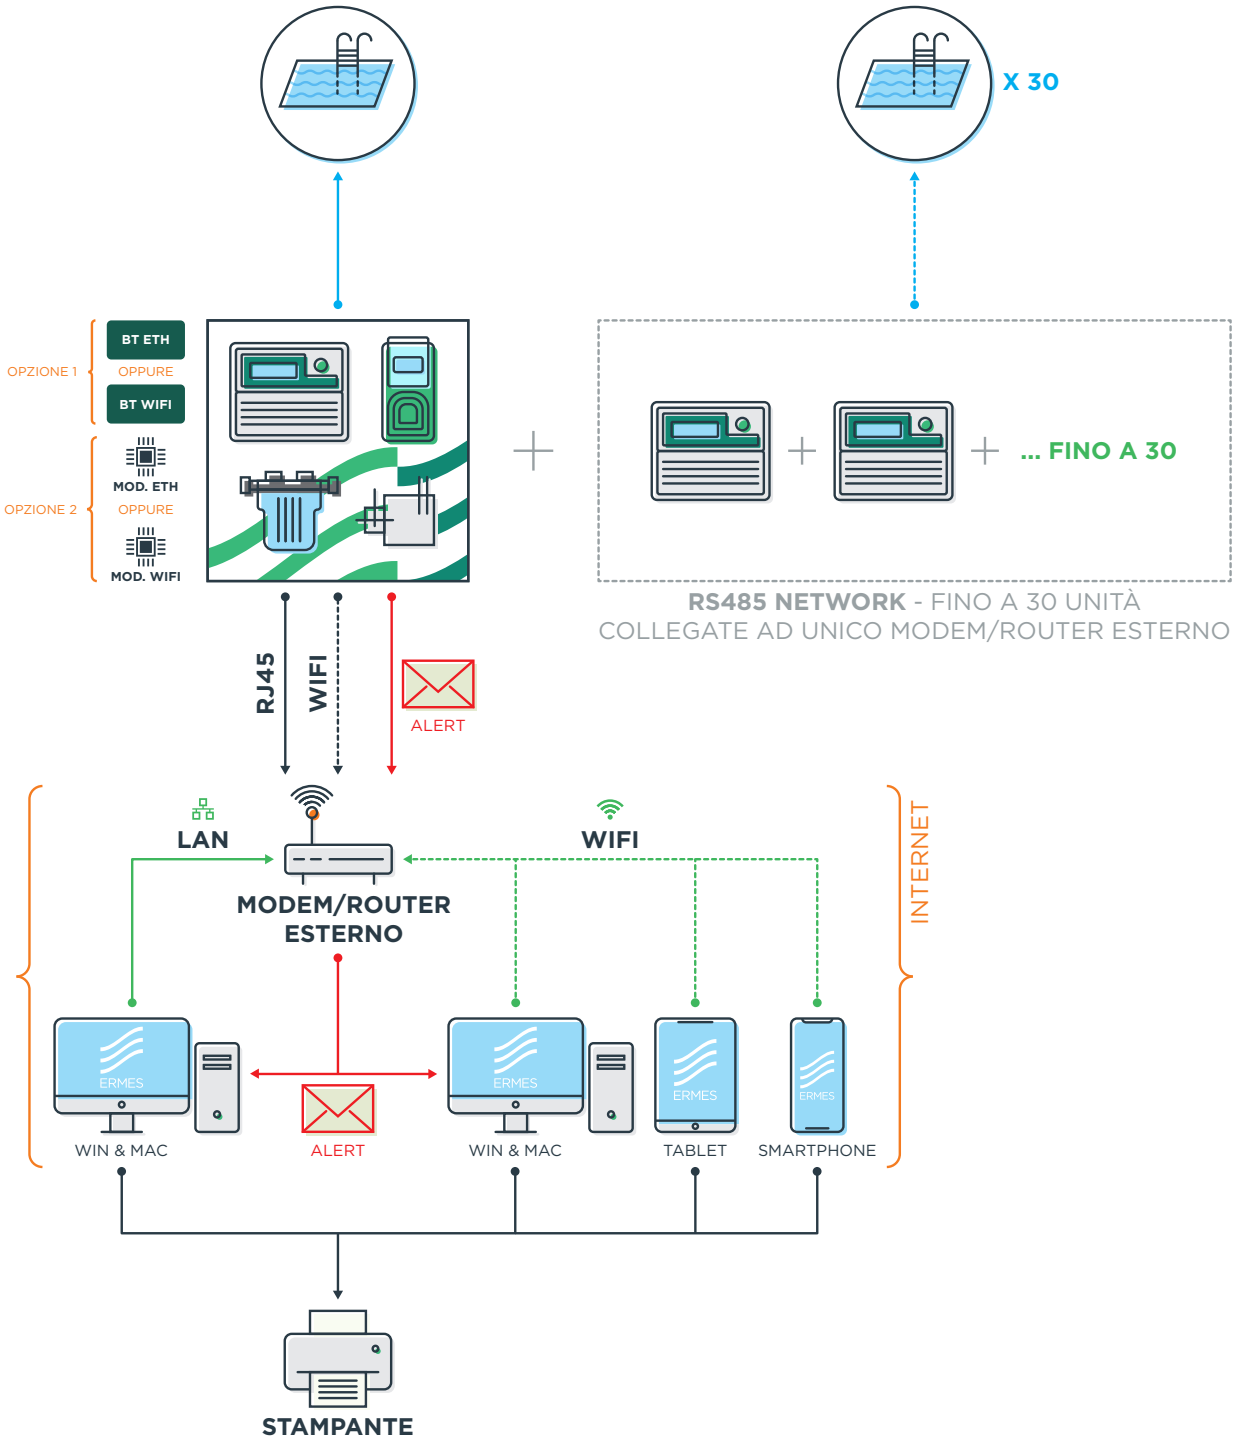 X 30
BT ETH
OPZIONE 1
OPPURE
BT WIFI
MOD. ETH
OPZIONE 2
OPPURE
MOD. WIFI
... FINO A 30
RS485 NETWORK - FINO A 30 UNITÀ
COLLEGATE AD UNICO MODEM/ROUTER ESTERNO
RJ45
WIFI
ALERT
LAN
WIFI
INTERNET
MODEM/ROUTER
ESTERNO
ERMES
ERMES
ERMES
ERMES
WIN & MAC
ALERT
WIN & MAC
TABLET
SMARTPHONE
STAMPANTE